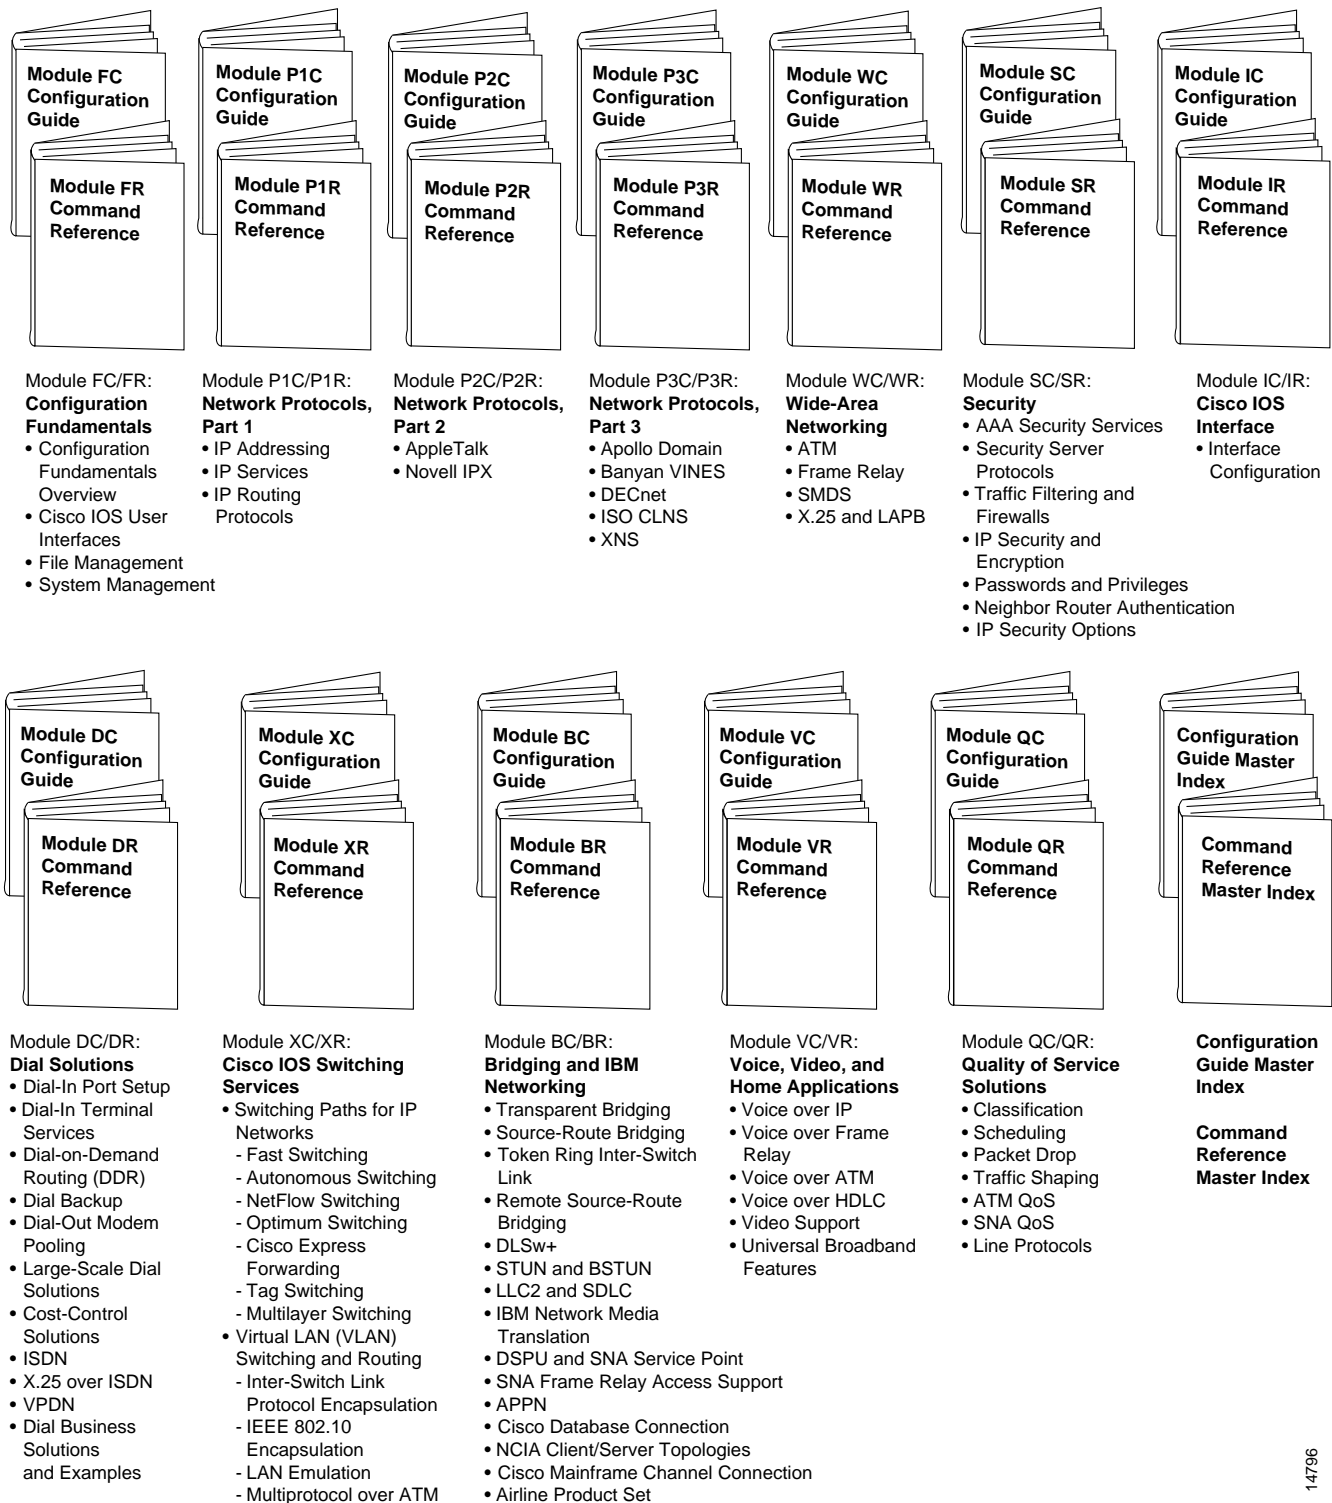 Module FC
Configuration
Guide
Module FR
Command
Reference
Module P1C
Configuration
Guide
Module P1R
Command
Reference
Module P2C
Configuration
Guide
Module P2R
Command
Reference
Module P3C
Configuration
Guide
Module P3R
Command
Reference
Module WC
Configuration
Guide
Module WR
Command
Reference
Module SC
Configuration
Guide
Module SR
Command
Reference
Module IC
Configuration
Guide
Module IR
Command
Reference
Module FC/FR:
Configuration
Fundamentals
• Configuration
Fundamentals
Overview
• Cisco IOS User
Interfaces
• File Management
• System Management
Module P1C/P1R:
Network Protocols,
Part 1
• IP Addressing
• IP Services
• IP Routing
Protocols
Module P2C/P2R:
Network Protocols,
Part 2
• AppleTalk
• Novell IPX
Module P3C/P3R:
Network Protocols,
Part 3
• Apollo Domain
• Banyan VINES
• DECnet
• ISO CLNS
• XNS
Module WC/WR:
Wide-Area
Networking
• ATM
• Frame Relay
• SMDS
• X.25 and LAPB
Module SC/SR:
Security
• AAA Security Services
• Security Server
Protocols
• Traffic Filtering and
Firewalls
• IP Security and
Encryption
• Passwords and Privileges
• Neighbor Router Authentication
• IP Security Options
Module IC/IR:
Cisco IOS
Interface
• Interface
Configuration
Module DC
Configuration
Guide
Module DR
Command
Reference
Module XC
Configuration
Guide
Module XR
Command
Reference
Module BC
Configuration
Guide
Module BR
Command
Reference
Module VC
Configuration
Guide
Module VR
Command
Reference
Module QC
Configuration
Guide
Module QR
Command
Reference
Configuration
Guide Master
Index
Command
Reference
Master Index
Module DC/DR:
Dial Solutions
• Dial-In Port Setup
• Dial-In Terminal
Services
• Dial-on-Demand
Routing (DDR)
• Dial Backup
• Dial-Out Modem
Pooling
• Large-Scale Dial
Solutions
• Cost-Control
Solutions
• ISDN
• X.25 over ISDN
• VPDN
• Dial Business
Solutions
and Examples
Module XC/XR:
Cisco IOS Switching
Services
• Switching Paths for IP
Networks
- Fast Switching
- Autonomous Switching
- NetFlow Switching
- Optimum Switching
- Cisco Express
Forwarding
- Tag Switching
- Multilayer Switching
• Virtual LAN (VLAN)
Switching and Routing
- Inter-Switch Link
Protocol Encapsulation
- IEEE 802.10
Encapsulation
- LAN Emulation
- Multiprotocol over ATM
Module BC/BR:
Bridging and IBM
Networking
• Transparent Bridging
• Source-Route Bridging
• Token Ring Inter-Switch
Link
• Remote Source-Route
Bridging
• DLSw+
• STUN and BSTUN
• LLC2 and SDLC
• IBM Network Media
Translation
• DSPU and SNA Service Point
• SNA Frame Relay Access Support
• APPN
• Cisco Database Connection
• NCIA Client/Server Topologies
• Cisco Mainframe Channel Connection
• Airline Product Set
Module VC/VR:
Voice, Video, and
Home Applications
• Voice over IP
• Voice over Frame
Relay
• Voice over ATM
• Voice over HDLC
• Video Support
• Universal Broadband
Features
Module QC/QR:
Quality of Service
Solutions
• Classification
• Scheduling
• Packet Drop
• Traffic Shaping
• ATM QoS
• SNA QoS
• Line Protocols
Configuration
Guide Master
Index
Command
Reference
Master Index
14796